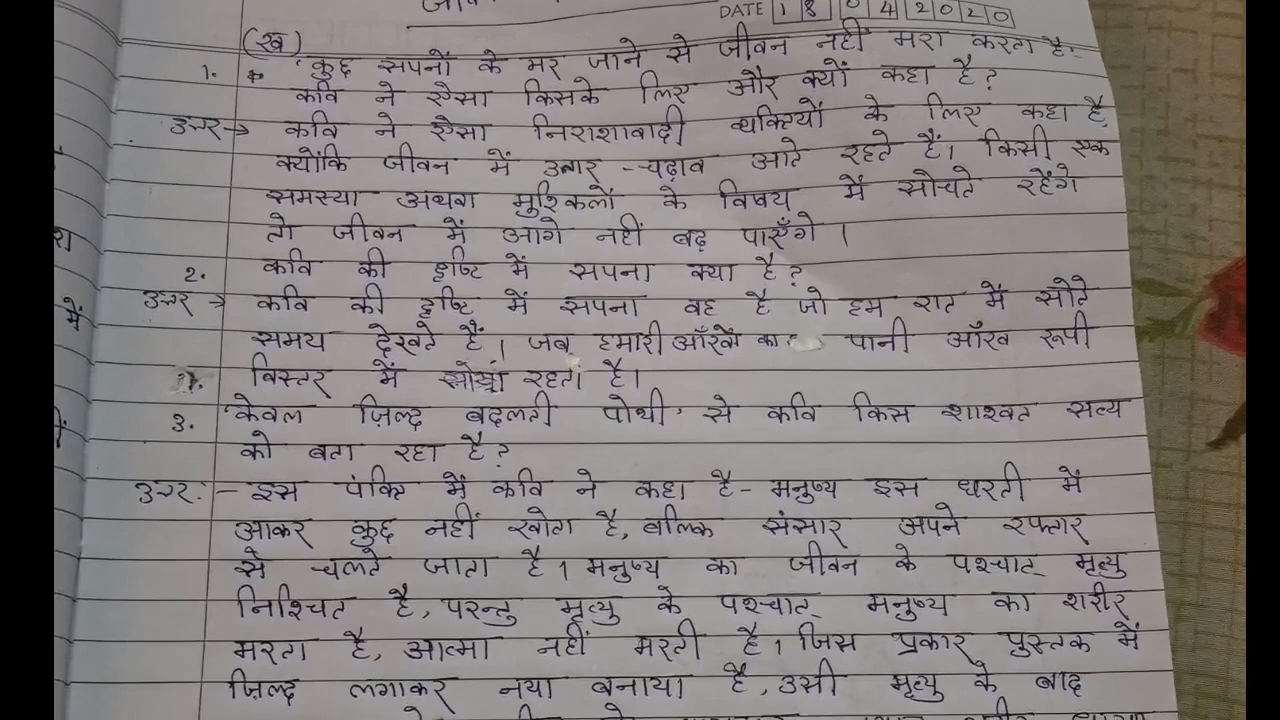 DATE 18 04 2020
(ख)
1. 'कुछ सपनों के मर जाने से जीवन नहीं मरा करता है'
कवि ने ऐसा किसके लिए और क्यों कहा है?
उत्तर→ कवि ने ऐसा निराशावादी व्यक्तियों के लिए कहा है,
क्योंकि जीवन में उतार-चढ़ाव आते रहते हैं। किसी एक
समस्या अथवा मुश्किलों के विषय में सोचते रहेंगे
तो जीवन में आगे नहीं बढ़ पाएँगे।
2. कवि की दृष्टि में सपना क्या है?
उत्तर→ कवि की दृष्टि में सपना वह है जो हम रात में सोते
समय देखते हैं। जब हमारी आँखों का पानी आँख रूपी
बिस्तर में सोया रहता है।
3. 'केवल ज़िल्द बदलती पोथी' से कवि किस शाश्वत सत्य
को बता रहा है?
उत्तर:- इस पंक्ति में कवि ने कहा है- मनुष्य इस धरती में
आकर कुछ नहीं खोता है, बल्कि संसार अपने रफ्तार
से चलते जाता है। मनुष्य का जीवन के पश्चात् मृत्यु
निश्चित है, परन्तु मृत्यु के पश्चात् मनुष्य का शरीर
मरता है, आत्मा नहीं मरती है। जिस प्रकार पुस्तक में
ज़िल्द लगाकर नया बनाया है, उसी मृत्यु के बाद